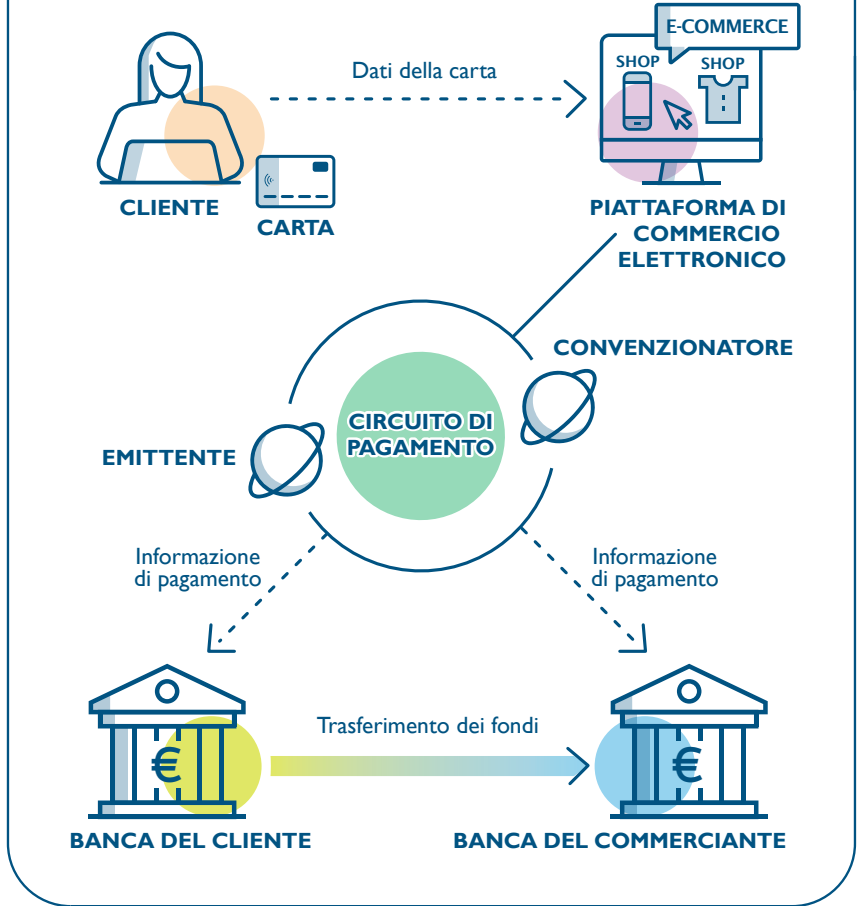 E-COMMERCE
SHOP
SHOP
Dati della carta
CLIENTE
CARTA
PIATTAFORMA DI
COMMERCIO
ELETTRONICO
CONVENZIONATORE
CIRCUITO DI
PAGAMENTO
EMITTENTE
Informazione
di pagamento
Informazione
di pagamento
€
Trasferimento dei fondi
€
BANCA DEL CLIENTE
BANCA DEL COMMERCIANTE